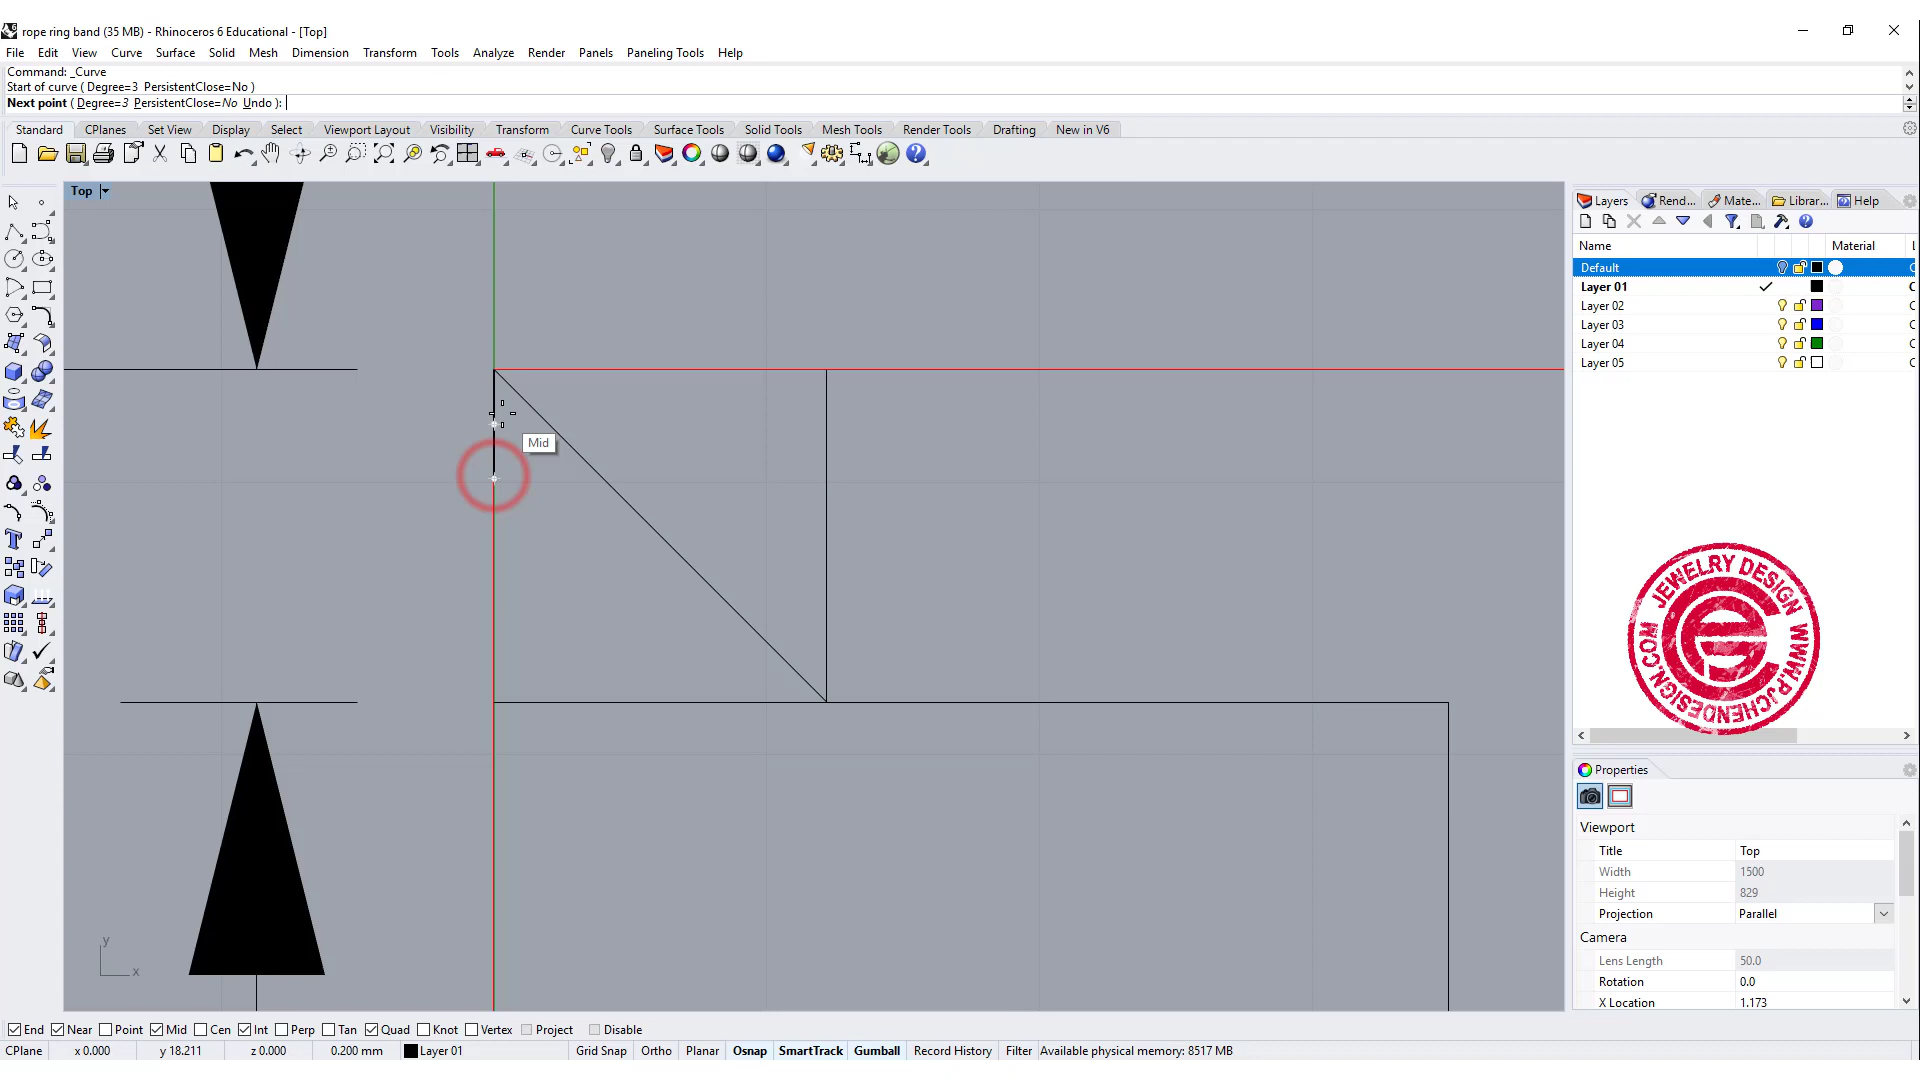 rope ring band (35 MB) - Rhinoceros 6 Educational - [Top]
File Edit View Curve Surface Solid Mesh Dimension Transform Tools Analyze Render Panels Paneling Tools Help
Command: _Curve
Start of curve ( Degree=3 PersistentClose=No )
Next point ( Degree=3 PersistentClose=No Undo ):
Standard CPlanes Set View Display Select Viewport Layout Visibility Transform Curve Tools Surface Tools Solid Tools Mesh Tools Render Tools Drafting New in V6
Top
Layers Rend... Mate... Librar... Help
Name Material L
Default C
Layer 01 C
Layer 02 C
Layer 03 C
Layer 04 C
Layer 05 C
Mid
JEWELRY DESIGN WWW.PJCHENDESIGN.COM
Properties
Viewport
Title Top
Width 1500
Height 829
Projection Parallel
Camera
Lens Length 50.0
Rotation 0.0
X Location 1.173
y
x
End Near Point Mid Cen Int Perp Tan Quad Knot Vertex Project Disable
CPlane x 0.000 y 18.211 z 0.000 0.200 mm Layer 01 Grid Snap Ortho Planar Osnap SmartTrack Gumball Record History Filter Available physical memory: 8517 MB